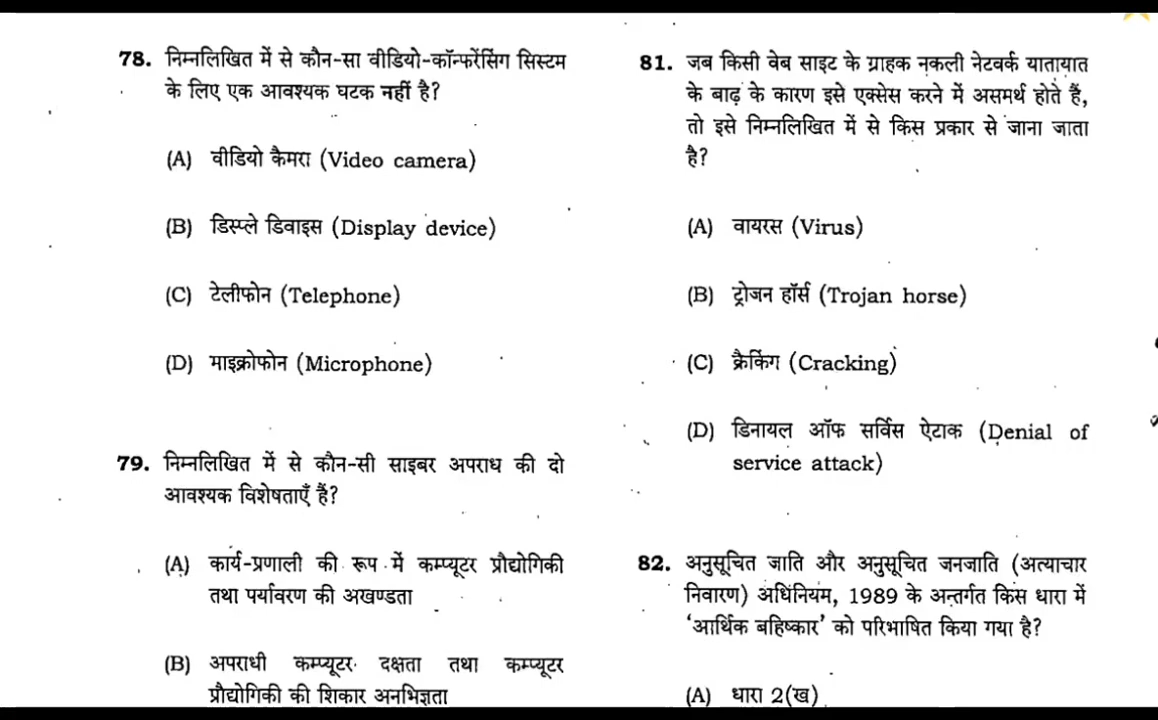 78. निम्नलिखित में से कौन-सा वीडियो-कॉन्फरेंसिंग सिस्टम
के लिए एक आवश्यक घटक नहीं है?
(A) वीडियो कैमरा (Video camera)
(B) डिस्प्ले डिवाइस (Display device)
(C) टेलीफोन (Telephone)
(D) माइक्रोफोन (Microphone)
79. निम्नलिखित में से कौन-सी साइबर अपराध की दो
आवश्यक विशेषताएँ हैं?
(A) कार्य-प्रणाली की रूप में कम्प्यूटर प्रौद्योगिकी
तथा पर्यावरण की अखण्डता
(B) अपराधी कम्प्यूटर दक्षता तथा कम्प्यूटर
प्रौद्योगिकी की शिकार अनभिज्ञता
81. जब किसी वेब साइट के ग्राहक नकली नेटवर्क यातायात
के बाढ़ के कारण इसे एक्सेस करने में असमर्थ होते हैं,
तो इसे निम्नलिखित में से किस प्रकार से जाना जाता
है?
(A) वायरस (Virus)
(B) ट्रोजन हॉर्स (Trojan horse)
(C) क्रैकिंग (Cracking)
(D) डिनायल ऑफ सर्विस ऐटाक (Denial of
service attack)
82. अनुसूचित जाति और अनुसूचित जनजाति (अत्याचार
निवारण) अधिनियम, 1989 के अन्तर्गत किस धारा में
'आर्थिक बहिष्कार' को परिभाषित किया गया है?
(A) धारा 2(ख)